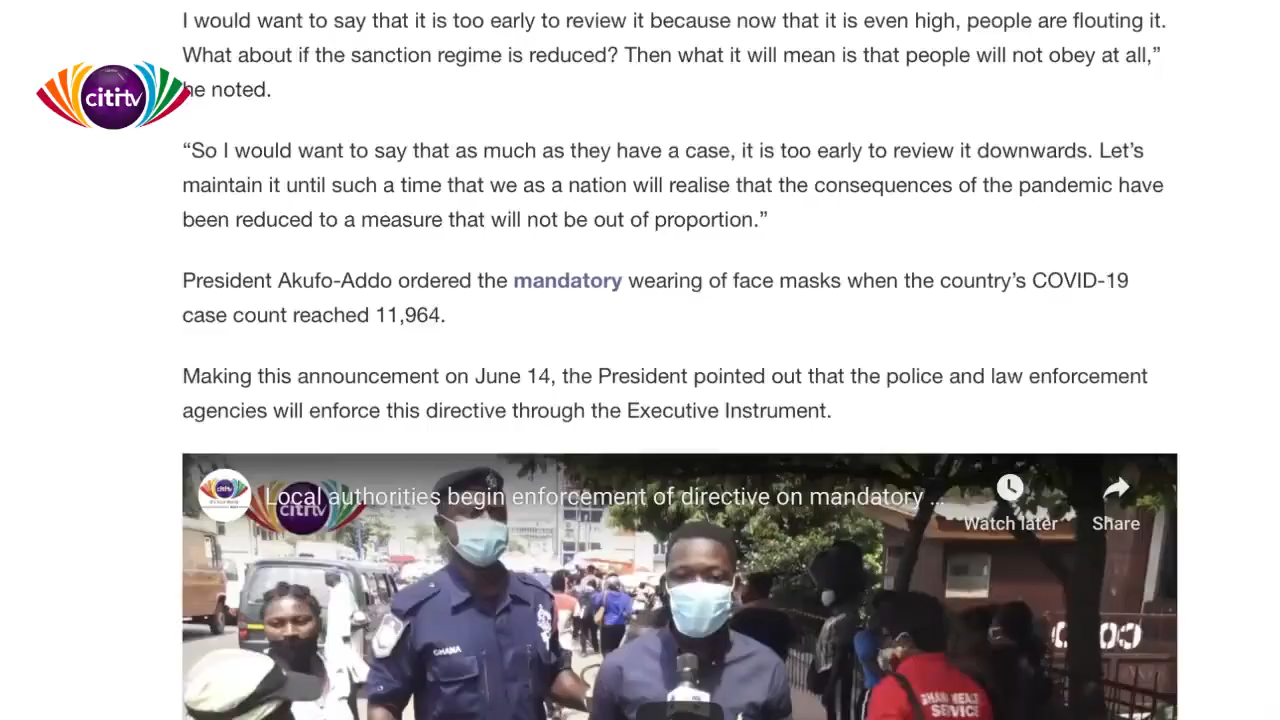 I would want to say that it is too early to review it because now that it is even high, people are flouting it.
What about if the sanction regime is reduced? Then what it will mean is that people will not obey at all,”
he noted.
citi tv
“So I would want to say that as much as they have a case, it is too early to review it downwards. Let’s
maintain it until such a time that we as a nation will realise that the consequences of the pandemic have
been reduced to a measure that will not be out of proportion.”
President Akufo-Addo ordered the mandatory wearing of face masks when the country’s COVID-19
case count reached 11,964.
Making this announcement on June 14, the President pointed out that the police and law enforcement
agencies will enforce this directive through the Executive Instrument.
Local authorities begin enforcement of directive on mandatory ...
Watch later
Share
citi tv
citi tv
GHANA
SERVICE